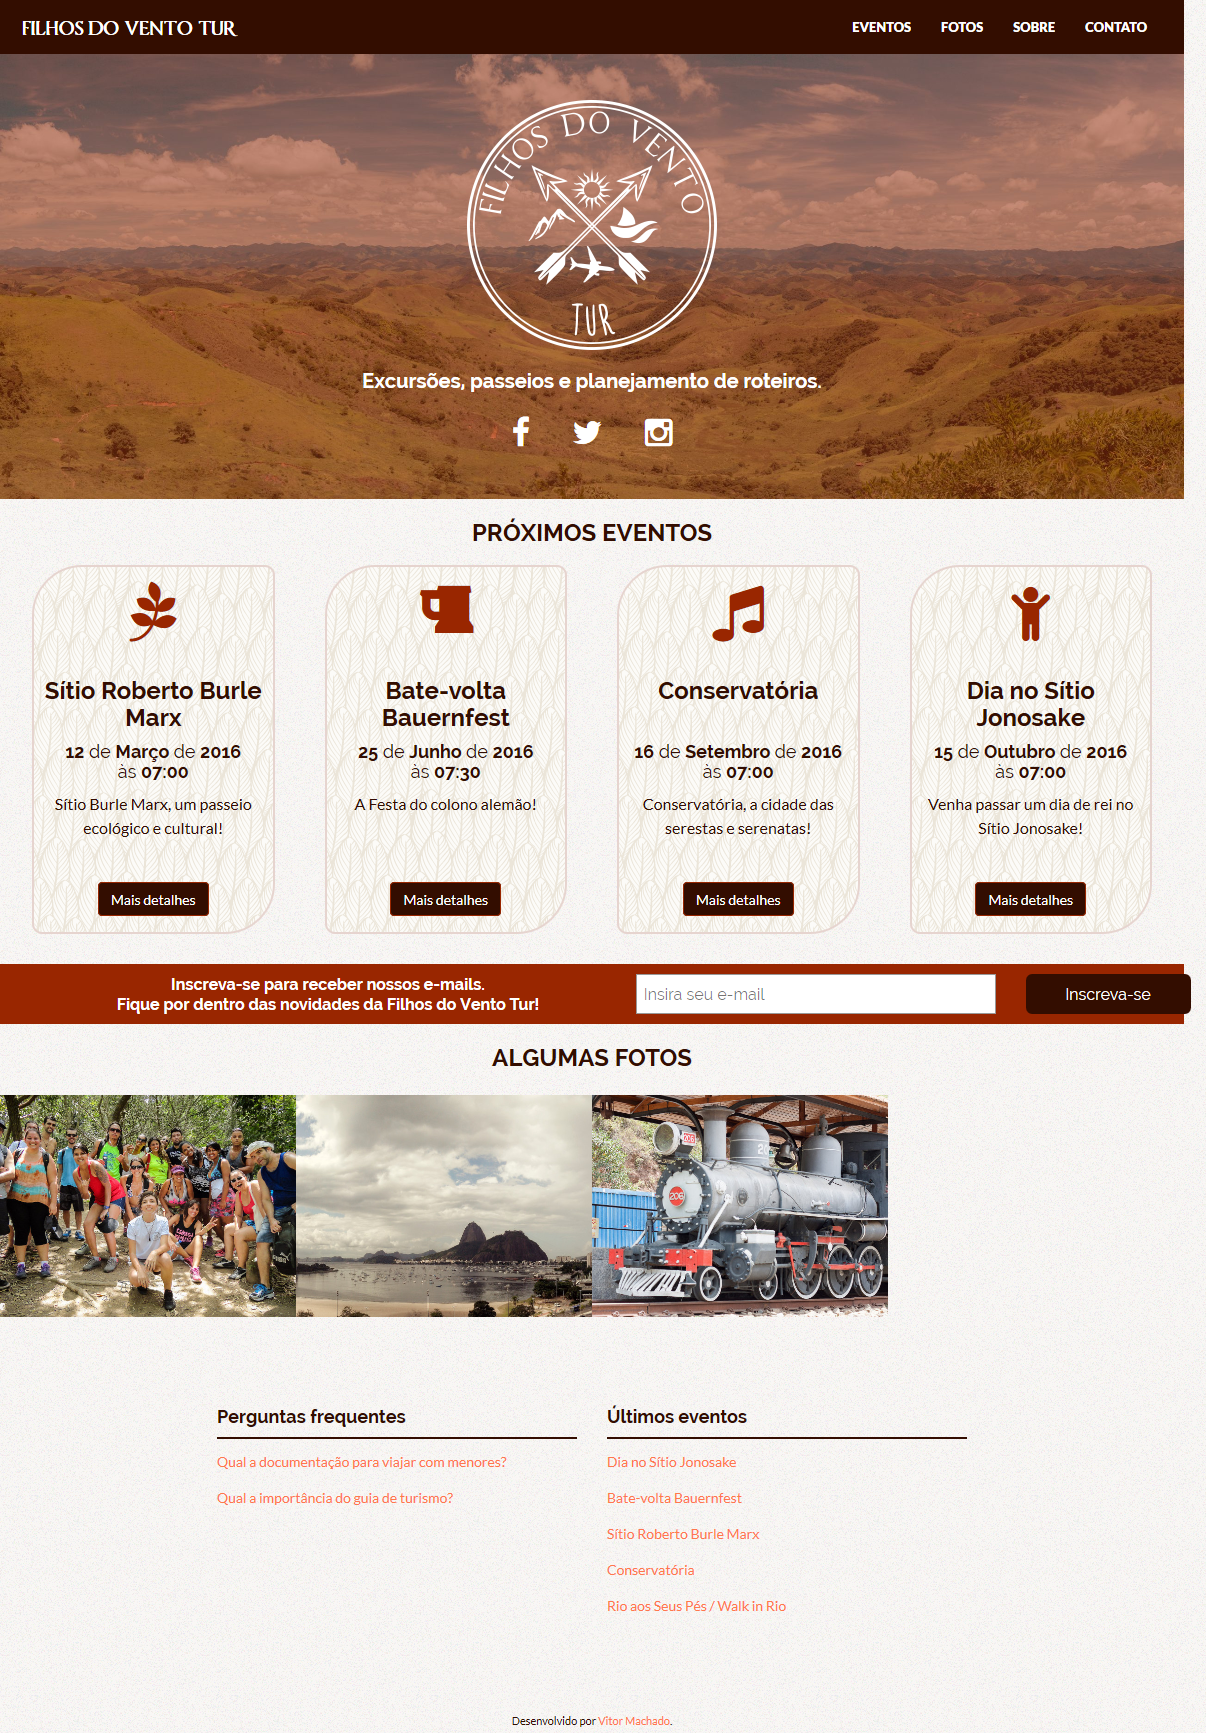 FILHOS DO VENTO TUR
EVENTOS
FOTOS
SOBRE
CONTATO
FILHOS DO VENTO
TUR
Excursões, passeios e planejamento de roteiros.
PRÓXIMOS EVENTOS
Sítio Roberto Burle
Marx
12 de Março de 2016
às 07:00
Sítio Burle Marx, um passeio
ecológico e cultural!
Mais detalhes
Bate-volta
Bauernfest
25 de Junho de 2016
às 07:30
A Festa do colono alemão!
Mais detalhes
Conservatória
16 de Setembro de 2016
às 07:00
Conservatória, a cidade das
serestas e serenatas!
Mais detalhes
Dia no Sítio
Jonosake
15 de Outubro de 2016
às 07:00
Venha passar um dia de rei no
Sítio Jonosake!
Mais detalhes
Inscreva-se para receber nossos e-mails.
Fique por dentro das novidades da Filhos do Vento Tur!
Insira seu e-mail
Inscreva-se
ALGUMAS FOTOS
206
206
Perguntas frequentes
Qual a documentação para viajar com menores?
Qual a importância do guia de turismo?
Últimos eventos
Dia no Sítio Jonosake
Bate-volta Bauernfest
Sítio Roberto Burle Marx
Conservatória
Rio aos Seus Pés / Walk in Rio
Desenvolvido por Vitor Machado.